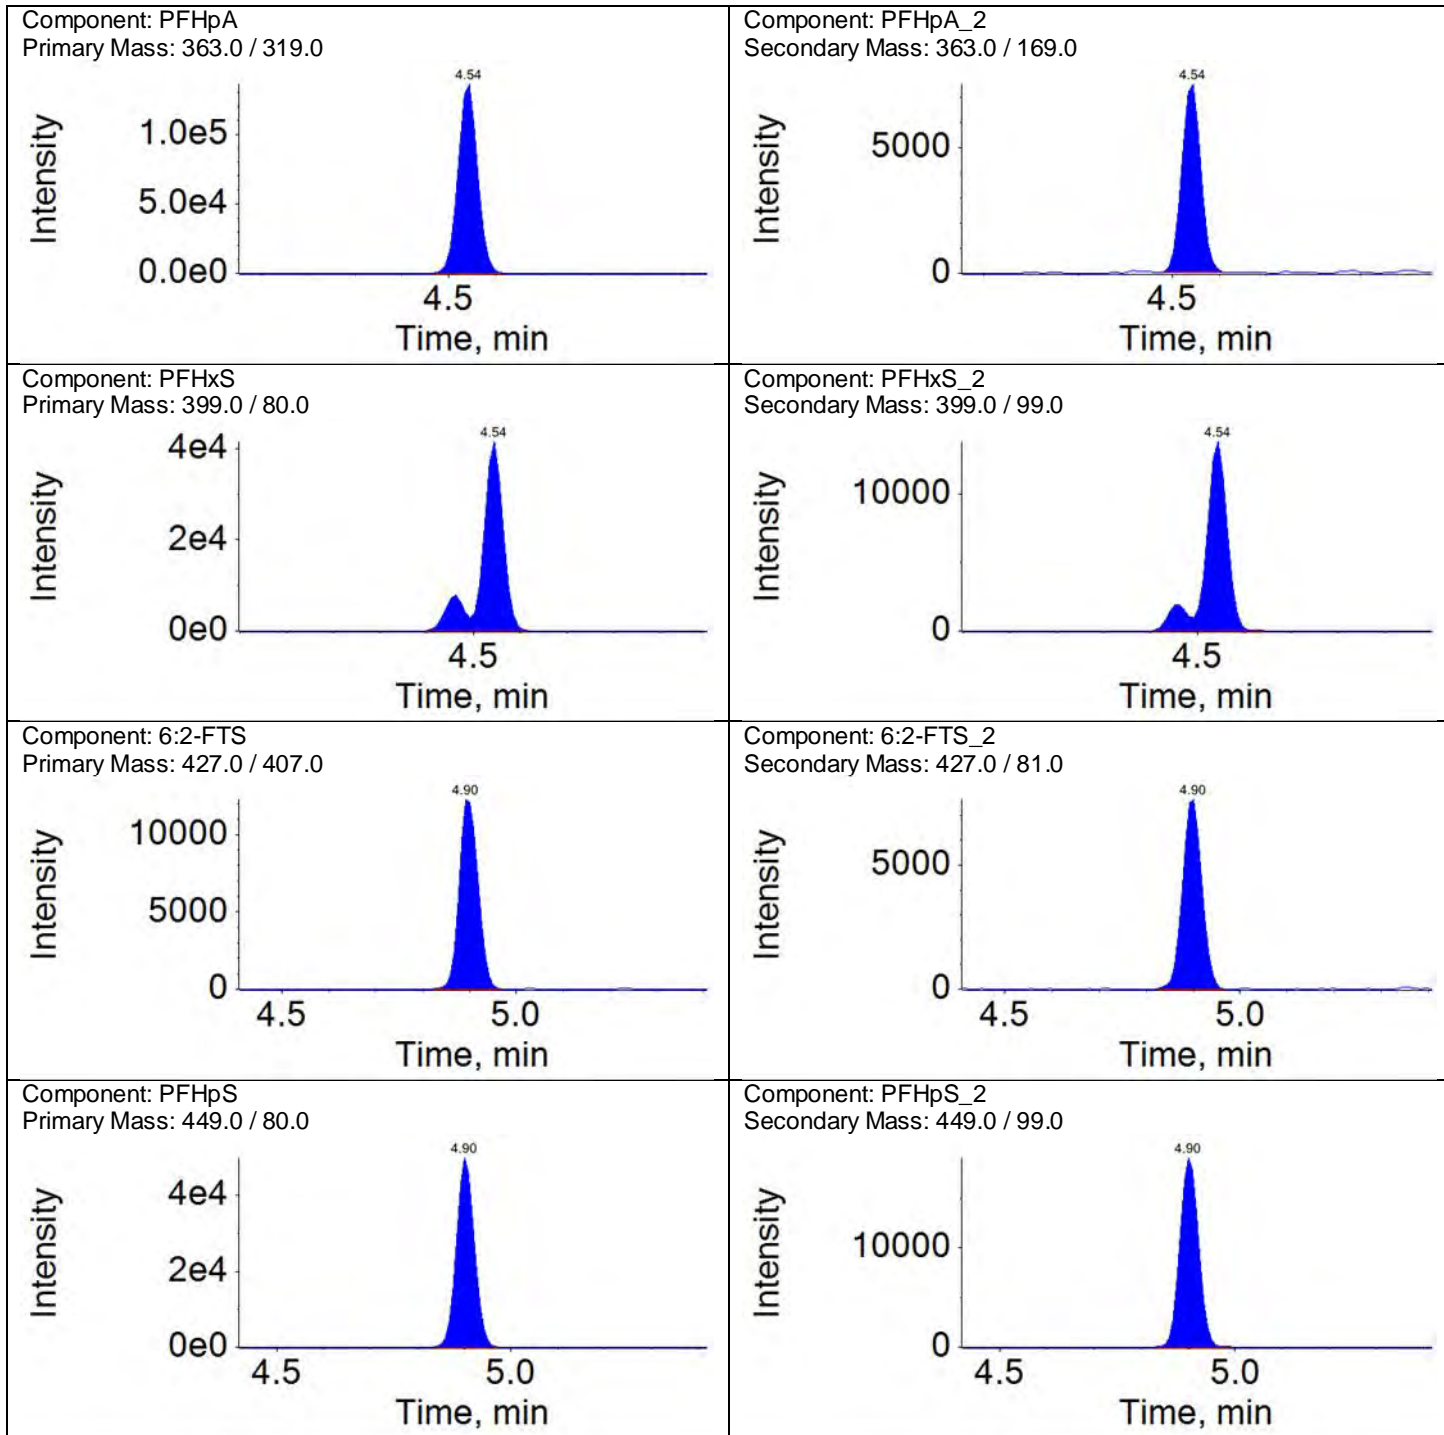 Component: PFHpA
Primary Mass: 363.0 / 319.0
4.54
1.0e5
5.0e4
0.0e0
Intensity
4.5
Time, min
Component: PFHpA_2
Secondary Mass: 363.0 / 169.0
4.54
5000
0
Intensity
4.5
Time, min
Component: PFHxS
Primary Mass: 399.0 / 80.0
4.54
4e4
2e4
0e0
Intensity
4.5
Time, min
Component: PFHxS_2
Secondary Mass: 399.0 / 99.0
4.54
10000
0
Intensity
4.5
Time, min
Component: 6:2-FTS
Primary Mass: 427.0 / 407.0
4.90
10000
5000
0
Intensity
4.5 5.0
Time, min
Component: 6:2-FTS_2
Secondary Mass: 427.0 / 81.0
4.90
5000
0
Intensity
4.5 5.0
Time, min
Component: PFHpS
Primary Mass: 449.0 / 80.0
4.90
4e4
2e4
0e0
Intensity
4.5 5.0
Time, min
Component: PFHpS_2
Secondary Mass: 449.0 / 99.0
4.90
10000
0
Intensity
4.5 5.0
Time, min